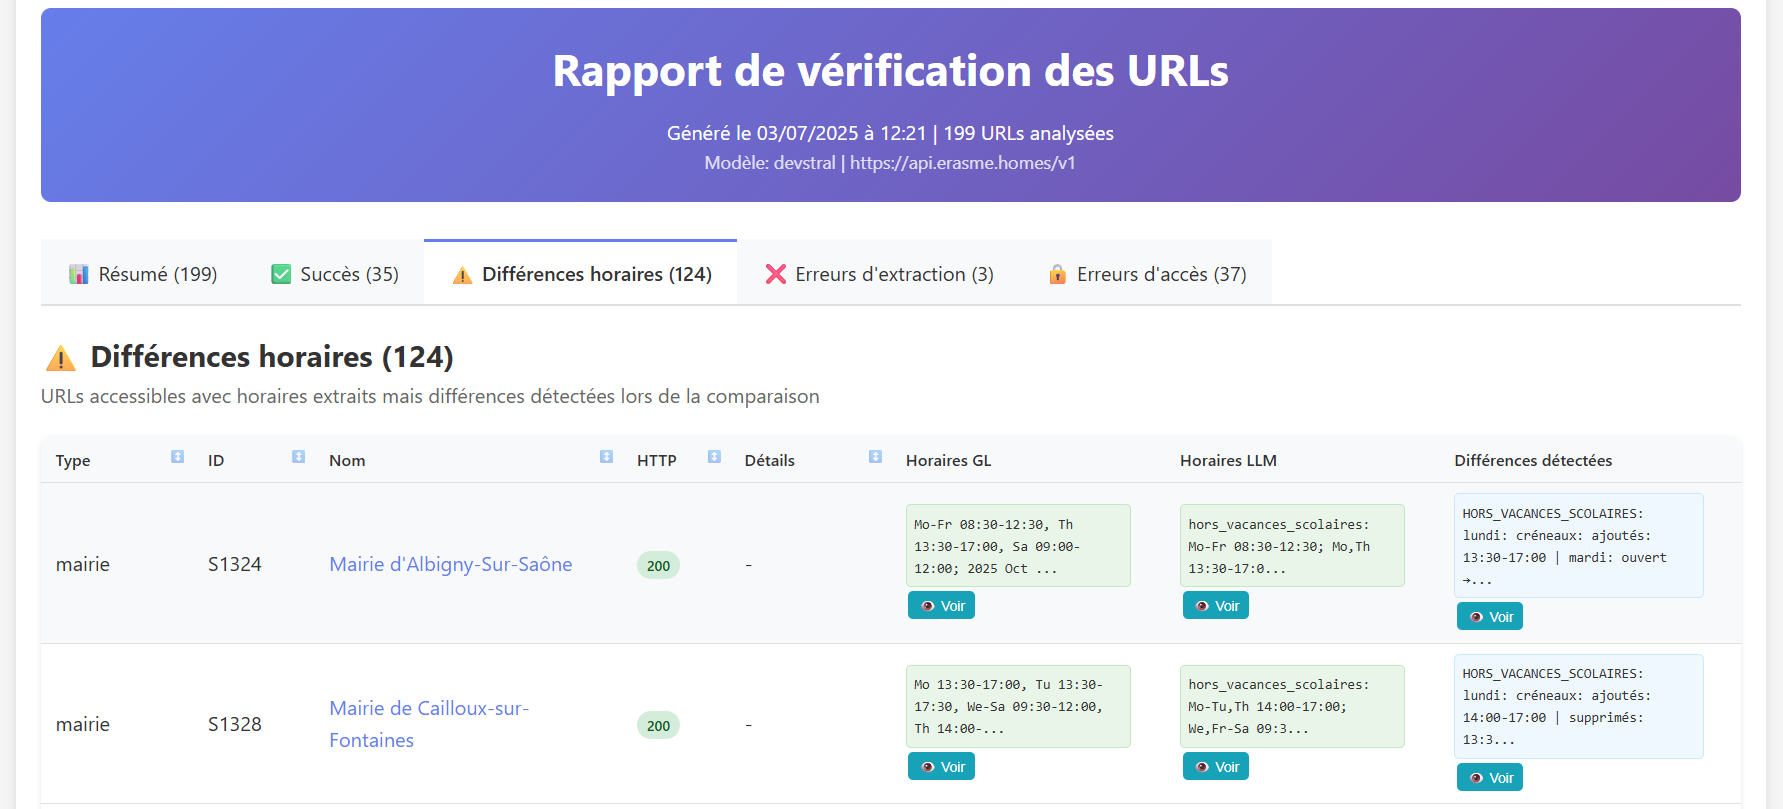 Rapport de vérification des URLs
Généré le 03/07/2025 à 12:21 | 199 URLs analysées
Modèle: devstral | https://api.erasme.homes/v1
Résumé (199)
Succès (35)
Différences horaires (124)
Erreurs d'extraction (3)
Erreurs d'accès (37)
Différences horaires (124)
URLs accessibles avec horaires extraits mais différences détectées lors de la comparaison
Type
ID
Nom
HTTP
Détails
Horaires GL
Horaires LLM
Différences détectées
mairie
S1324
Mairie d'Albigny-Sur-Saône
200
-
Mo-Fr 08:30-12:30, Th
13:30-17:00, Sa 09:00-
12:00; 2025 Oct ...
Voir
hors_vacances_scolaires:
Mo-Fr 08:30-12:30; Mo,Th
13:30-17:0...
Voir
HORS_VACANCES_SCOLAIRES:
lundi: créneaux: ajoutés:
13:30-17:00 | mardi: ouvert
→...
Voir
mairie
S1328
Mairie de Cailloux-sur-
Fontaines
200
-
Mo 13:30-17:00, Tu 13:30-
17:30, We-Sa 09:30-12:00,
Th 14:00-...
Voir
hors_vacances_scolaires:
Mo-Tu,Th 14:00-17:00;
We,Fr-Sa 09:3...
Voir
HORS_VACANCES_SCOLAIRES:
lundi: créneaux: ajoutés:
14:00-17:00 | supprimés:
13:3...
Voir